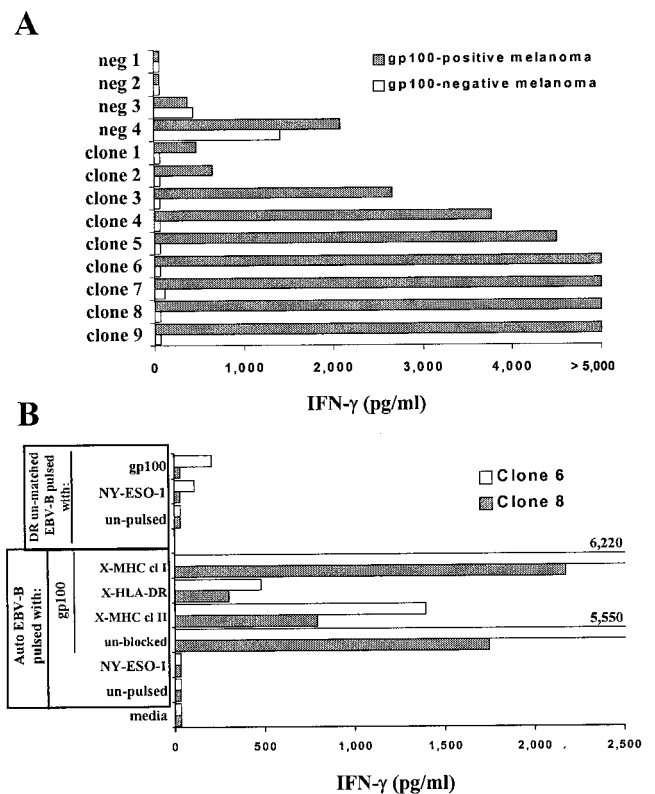 A
gp100-positive melanoma
gp100-negative melanoma
neg 1
neg 2
neg 3
neg 4
clone 1
clone 2
clone 3
clone 4
clone 5
clone 6
clone 7
clone 8
clone 9
0 1,000 2,000 3,000 4,000 >5,000
IFN-γ (pg/ml)
B
Clone 6
Clone 8
DR un-matched
EBV-B pulsed
with:
gp100
NY-ESO-1
un-pulsed
Auto EBV-B
pulsed with:
gp100
X-MHC cl I
X-HLA-DR
X-MHC cl II
un-blocked
NY-ESO-1
un-pulsed
media
6,220
5,550
0 500 1,000 1,500 2,000 2,500
IFN-γ (pg/ml)